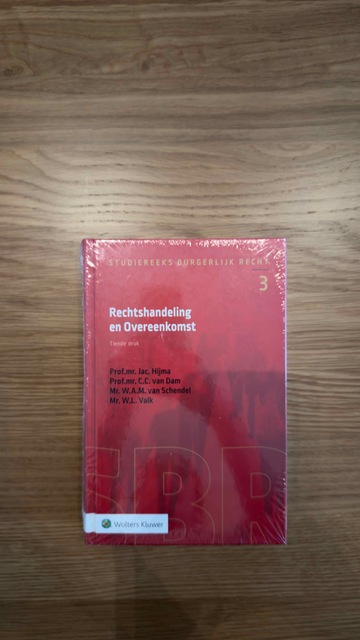 STUDIEREEKS BURGERLIJK RECHT
3
Rechtshandeling
en Overeenkomst
Tiende druk
Prof.mr. Jac. Hijma
Prof.mr. C.C. van Dam
Mr. W.A.M. van Schendel
Mr. W.L. Valk
SBR
Wolters Kluwer